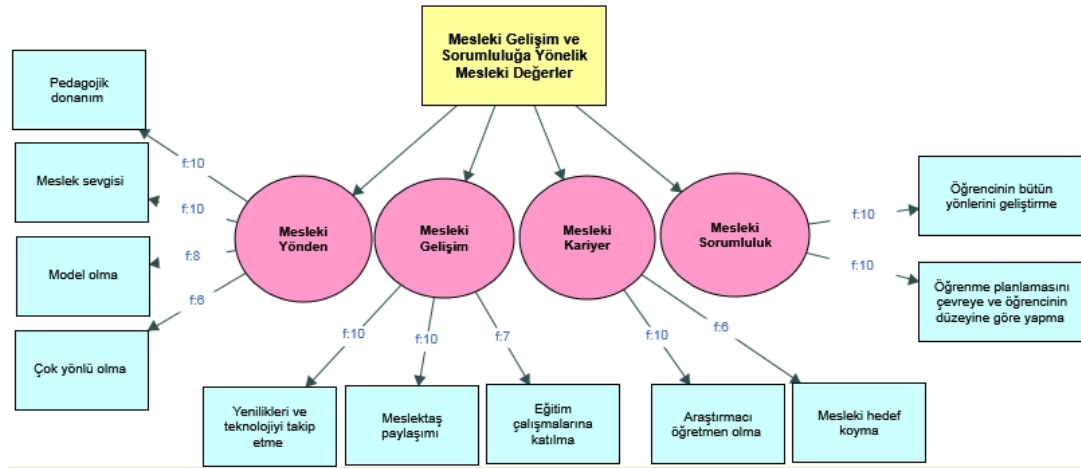 Mesleki Gelişim ve
Sorumluluğa Yönelik
Mesleki Değerler
Pedagojik
donanım
Meslek sevgisi
Model olma
Çok yönlü olma
f:10
f:10
f:8
f:6
Mesleki
Yönden
Mesleki
Gelişim
Mesleki
Kariyer
Mesleki
Sorumluluk
f:10
f:10
Öğrencinin bütün
yönlerini geliştirme
Öğrenme planlamasını
çevreye ve öğrencinin
düzeyine göre yapma
f:10
f:10
f:7
f:10
f:6
Yenilikleri ve
teknolojiyi takip
etme
Meslektaş
paylaşımı
Eğitim
çalışmalarına
katılma
Araştırmacı
öğretmen olma
Mesleki hedef
koyma